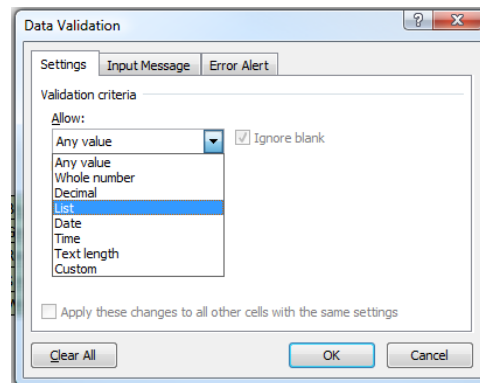 Data Validation
Settings Input Message Error Alert
Validation criteria
Allow:
Any value Ignore blank
Any value
Whole number
Decimal
List
Date
Time
Text length
Custom
Apply these changes to all other cells with the same settings
Clear All OK Cancel